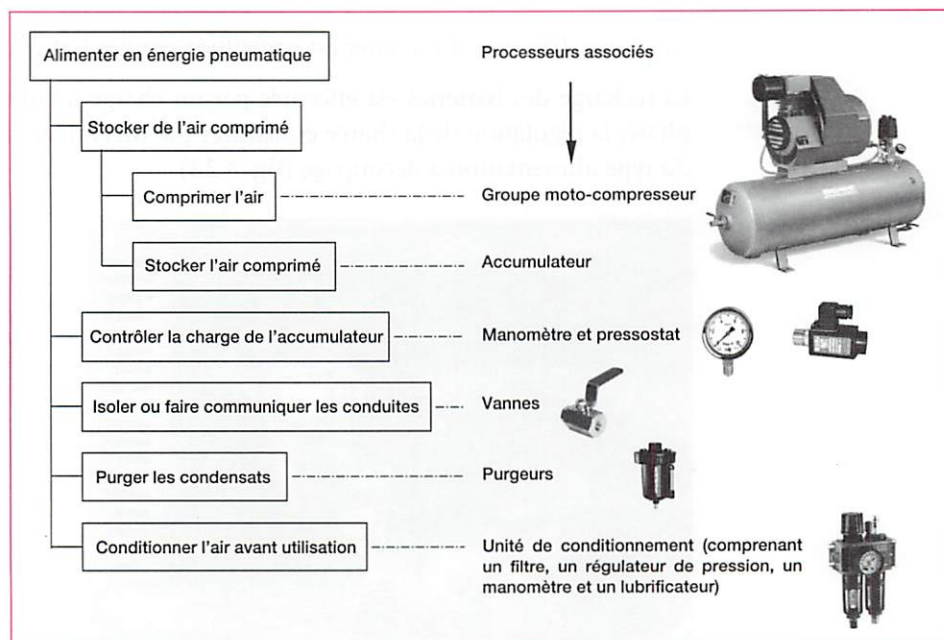 Alimenter en énergie pneumatique
Processeurs associés
Stocker de l'air comprimé
Comprimer l'air
Groupe moto-compresseur
Stocker l'air comprimé
Accumulateur
Contrôler la charge de l'accumulateur
Manomètre et pressostat
Isoler ou faire communiquer les conduites
Vannes
Purger les condensats
Purgeurs
Conditionner l'air avant utilisation
Unité de conditionnement (comprenant
un filtre, un régulateur de pression, un
manomètre et un lubrificateur)